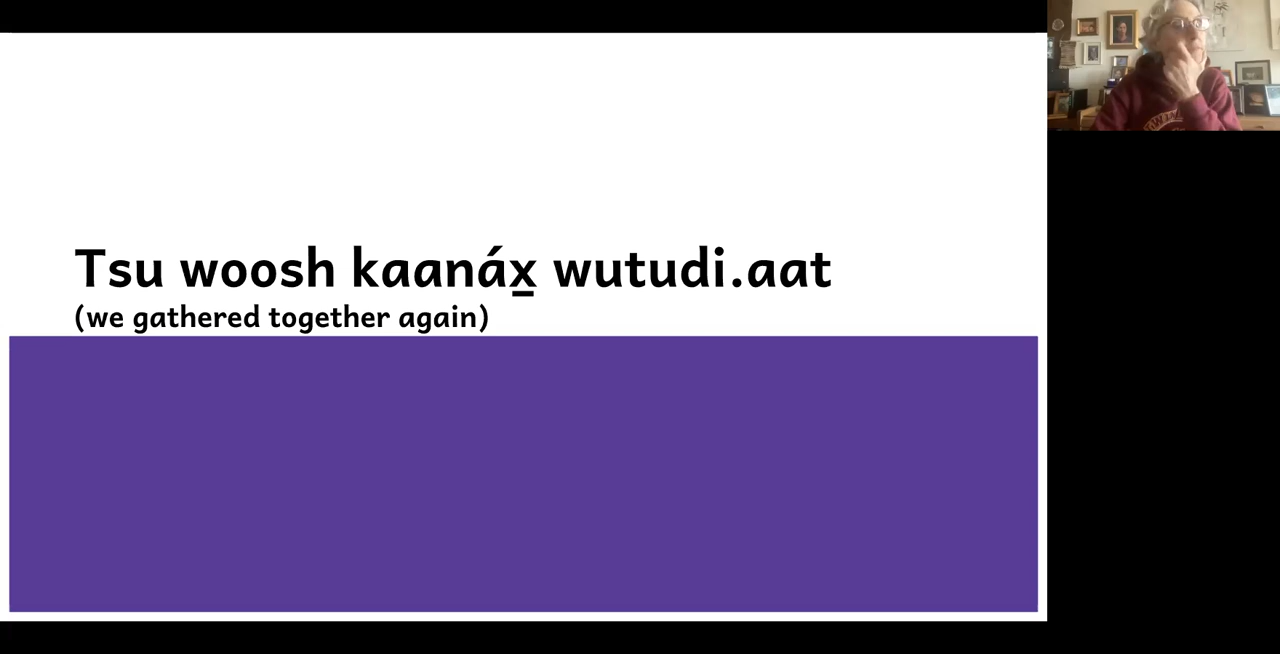 Tsu woosh kaanáx̱ wutudi.aat
(we gathered together again)